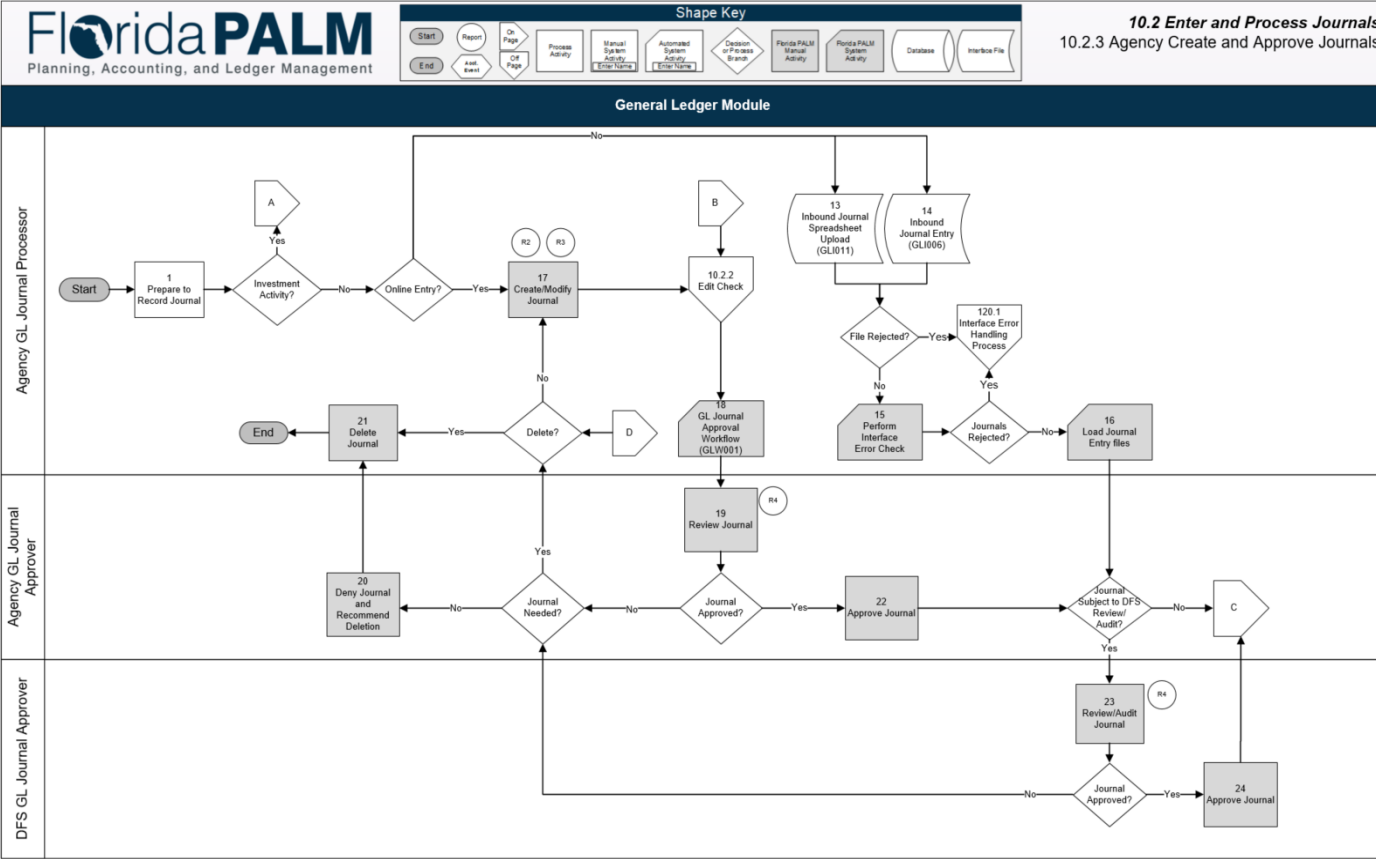 Florida PALM
Planning, Accounting, and Ledger Management
Shape Key
Start
End
Report
Acct.
Event
On
Page
Off
Page
Process
Activity
Manual
System
Activity
Enter Name
Automated
System
Activity
Enter Name
Decision
or Process
Branch
Florida PALM
Manual
Activity
Florida PALM
System
Activity
Database
Interface File
10.2 Enter and Process Journals
10.2.3 Agency Create and Approve Journals
General Ledger Module
Agency GL Journal Processor
No
A
Yes
Start
1
Prepare to
Record Journal
Investment
Activity?
No
Online Entry?
Yes
R2
R3
17
Create/Modify
Journal
B
10.2.2
Edit Check
13
Inbound Journal
Spreadsheet
Upload
(GLI011)
14
Inbound
Journal Entry
(GLI006)
File Rejected?
Yes
120.1
Interface Error
Handling
Process
No
Yes
No
End
21
Delete
Journal
Yes
Delete?
D
18
GL Journal
Approval
Workflow
(GLW001)
15
Perform
Interface
Error Check
Journals
Rejected?
No
16
Load Journal
Entry files
Agency GL Journal
Approver
19
Review Journal
R4
Yes
20
Deny Journal
and
Recommend
Deletion
No
Journal
Needed?
No
Journal
Approved?
Yes
22
Approve Journal
Journal
Subject to DFS
Review/
Audit?
No
C
Yes
DFS GL Journal Approver
23
Review/Audit
Journal
R4
No
Journal
Approved?
Yes
24
Approve Journal